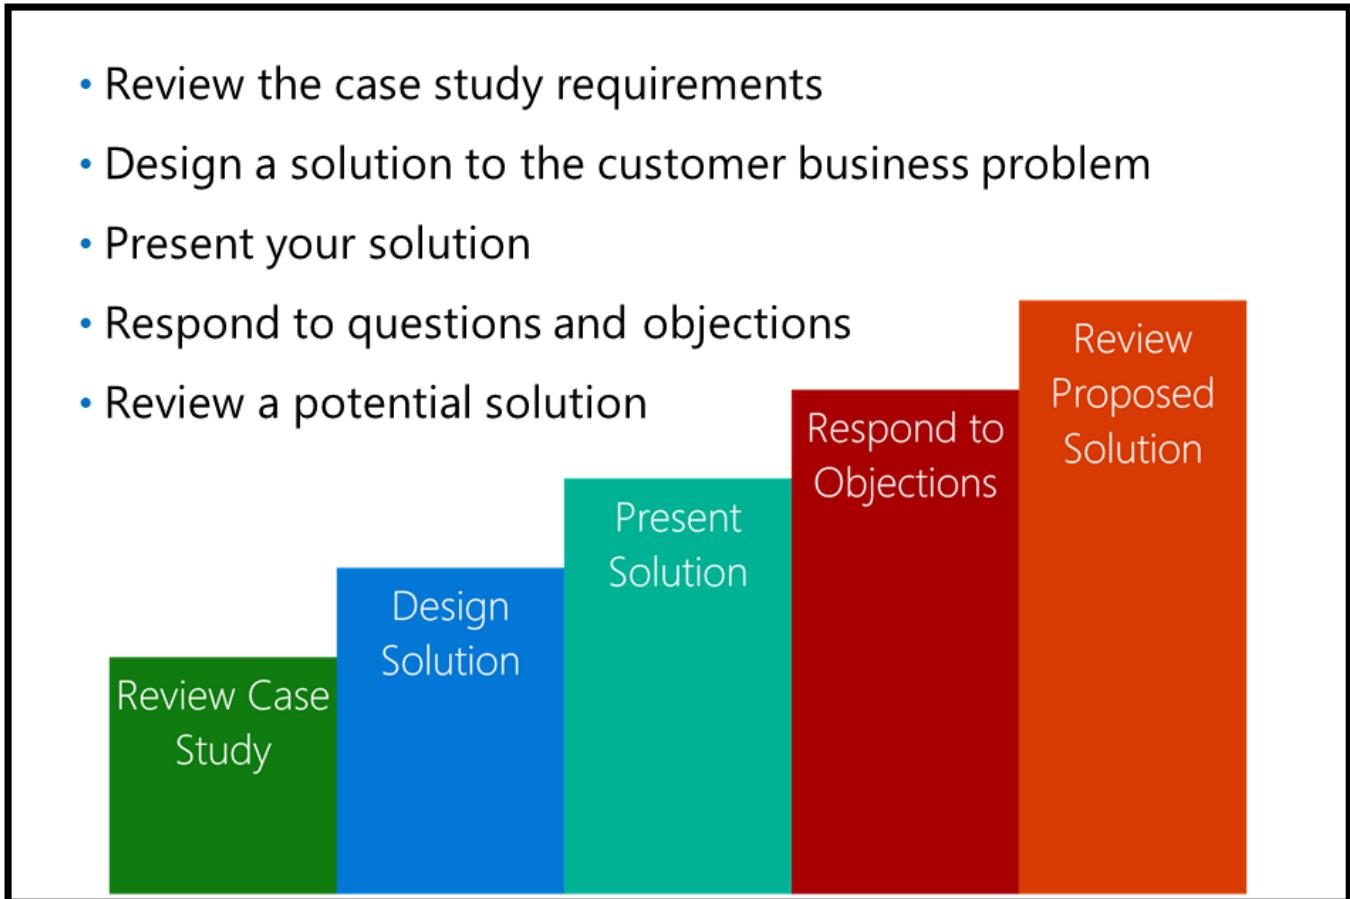 • Review the case study requirements
• Design a solution to the customer business problem
• Present your solution
• Respond to questions and objections
• Review a potential solution
Review Case
Study
Design
Solution
Present
Solution
Respond to
Objections
Review
Proposed
Solution